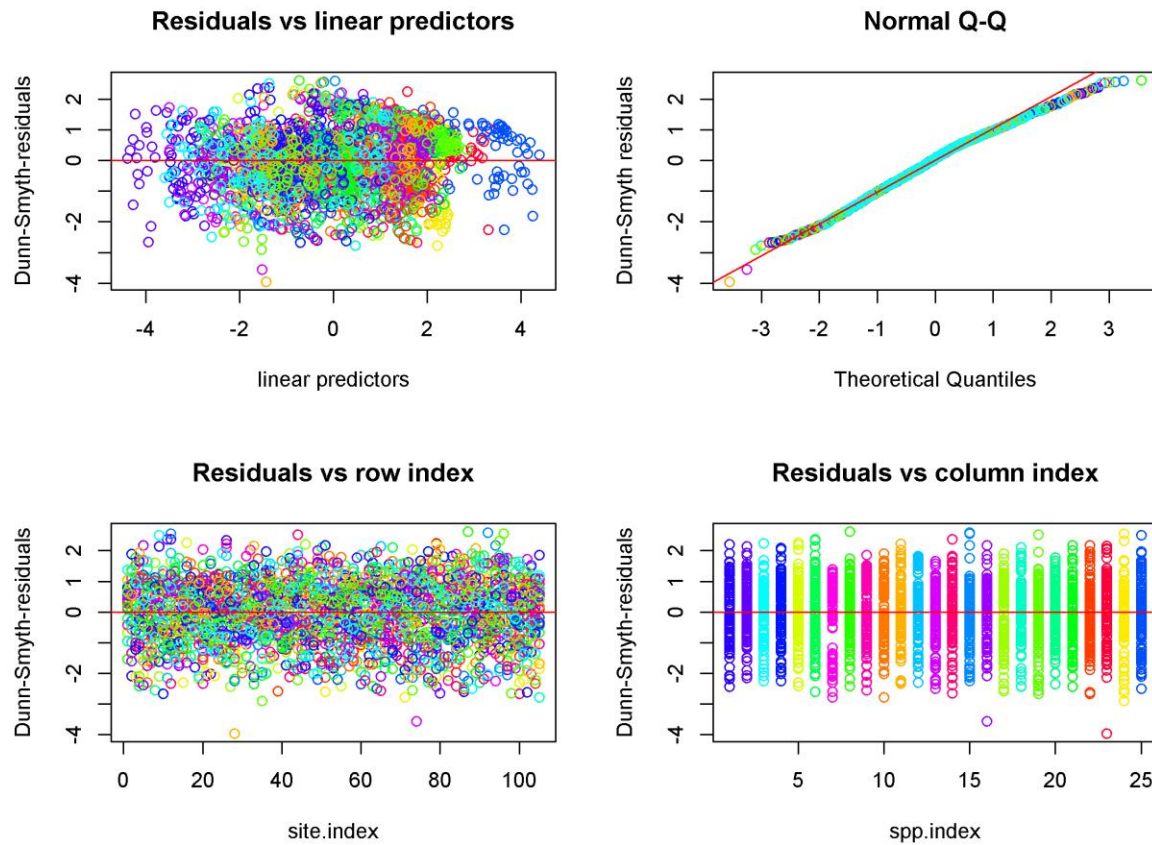 Residuals vs linear predictors
Dunn-Smyth-residuals
2
1
0
-2
-4
-4 -2 0 2 4
linear predictors
Normal Q-Q
Dunn-Smyth residuals
2
1
0
-2
-4
-3 -2 -1 0 1 2 3
Theoretical Quantiles
Residuals vs row index
Dunn-Smyth-residuals
2
1
0
-2
-4
0 20 40 60 80 100
site.index
Residuals vs column index
Dunn-Smyth-residuals
2
1
0
-2
-4
5 10 15 20 25
spp.index